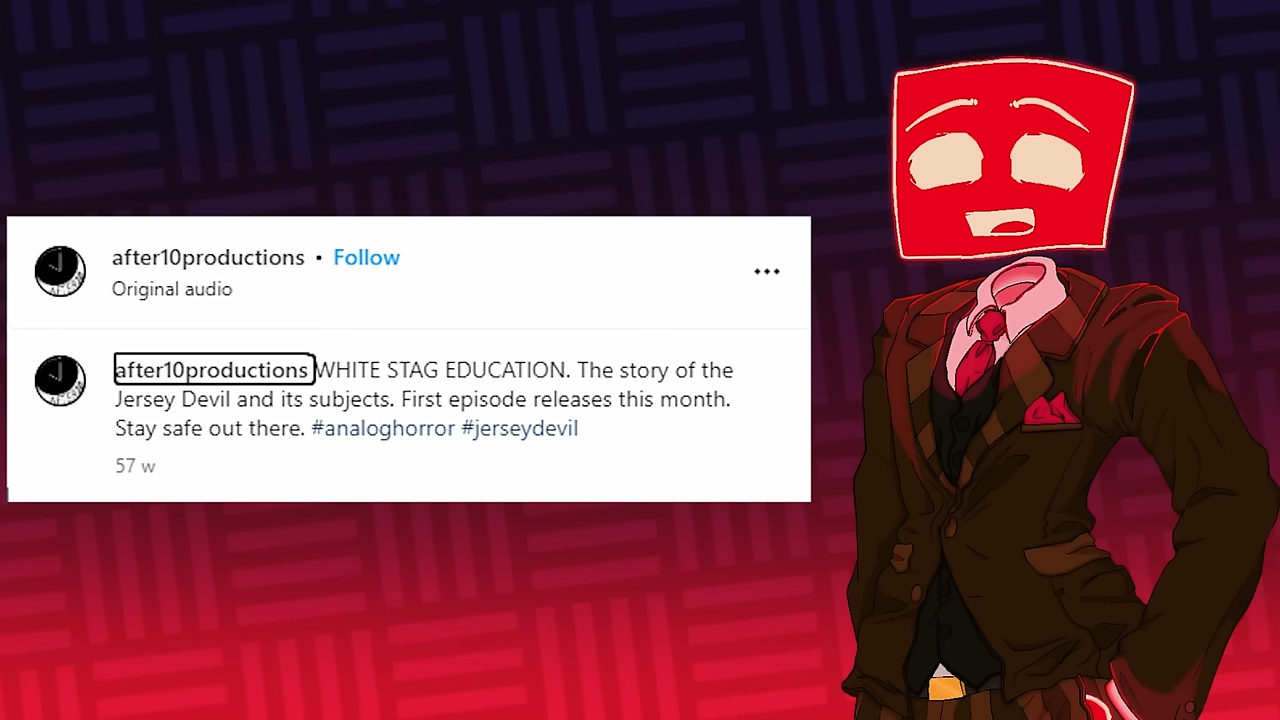 after10productions • Follow
Original audio
after10productions WHITE STAG EDUCATION. The story of the
Jersey Devil and its subjects. First episode releases this month.
Stay safe out there. #analoghorror #jerseydevil
57 w